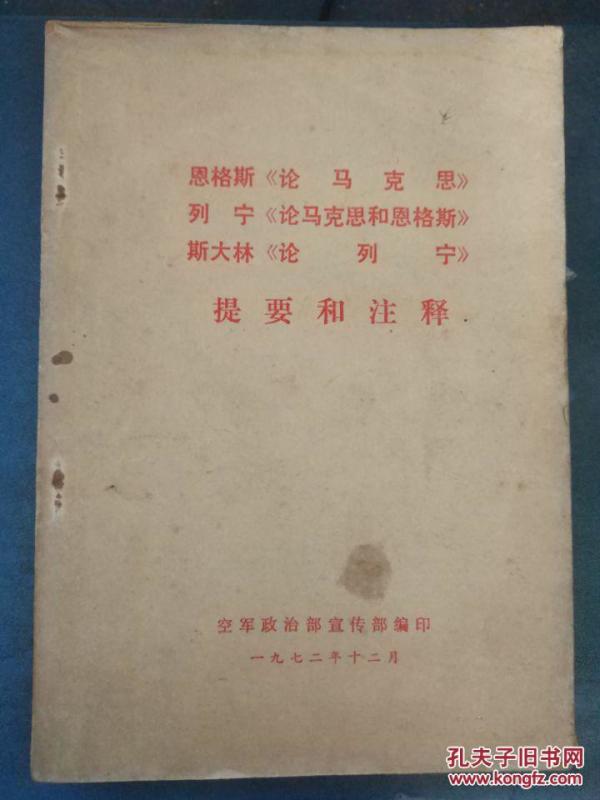 恩格斯《论马克思》
列宁《论马克思和恩格斯》
斯大林《论列宁》
提要和注释
空军政治部宣传部编印
一九七二年十二月
孔夫子旧书网
www.kongfz.com